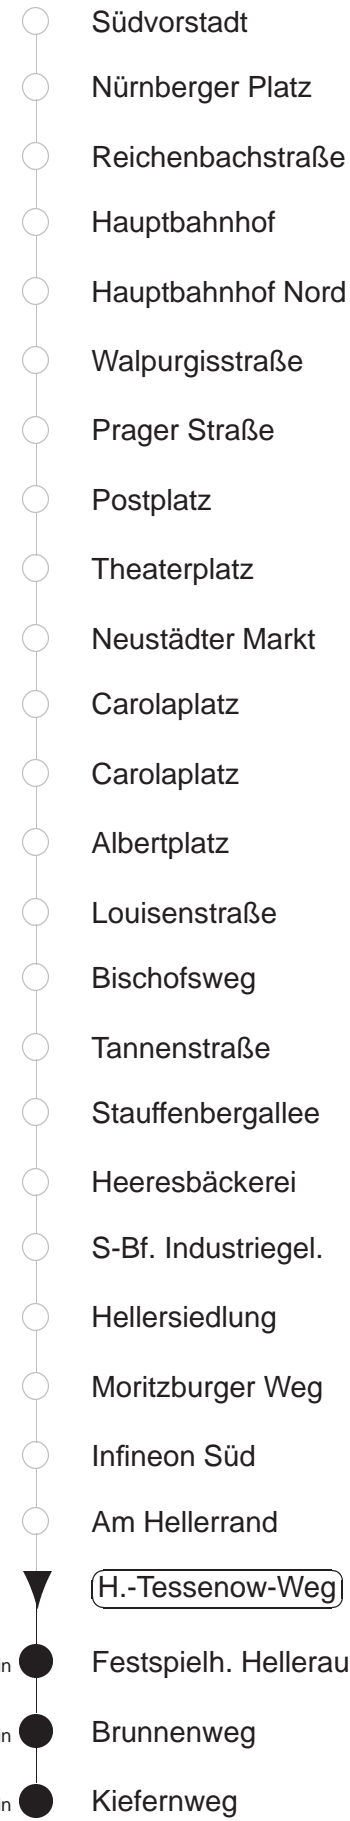 Südvorstadt
Nürnberger Platz
Reichenbachstraße
Hauptbahnhof
Hauptbahnhof Nord
Walpurgisstraße
Prager Straße
Postplatz
Theaterplatz
Neustädter Markt
Carolaplatz
Carolaplatz
Albertplatz
Louisenstraße
Bischofsweg
Tannenstraße
Stauffenbergallee
Heeresbäckerei
S-Bf. Industriegel.
Hellersiedlung
Moritzburger Weg
Infineon Süd
Am Hellerrand
H.-Tessenow-Weg
Festspielh. Hellerau
Brunnenweg
Kiefernweg